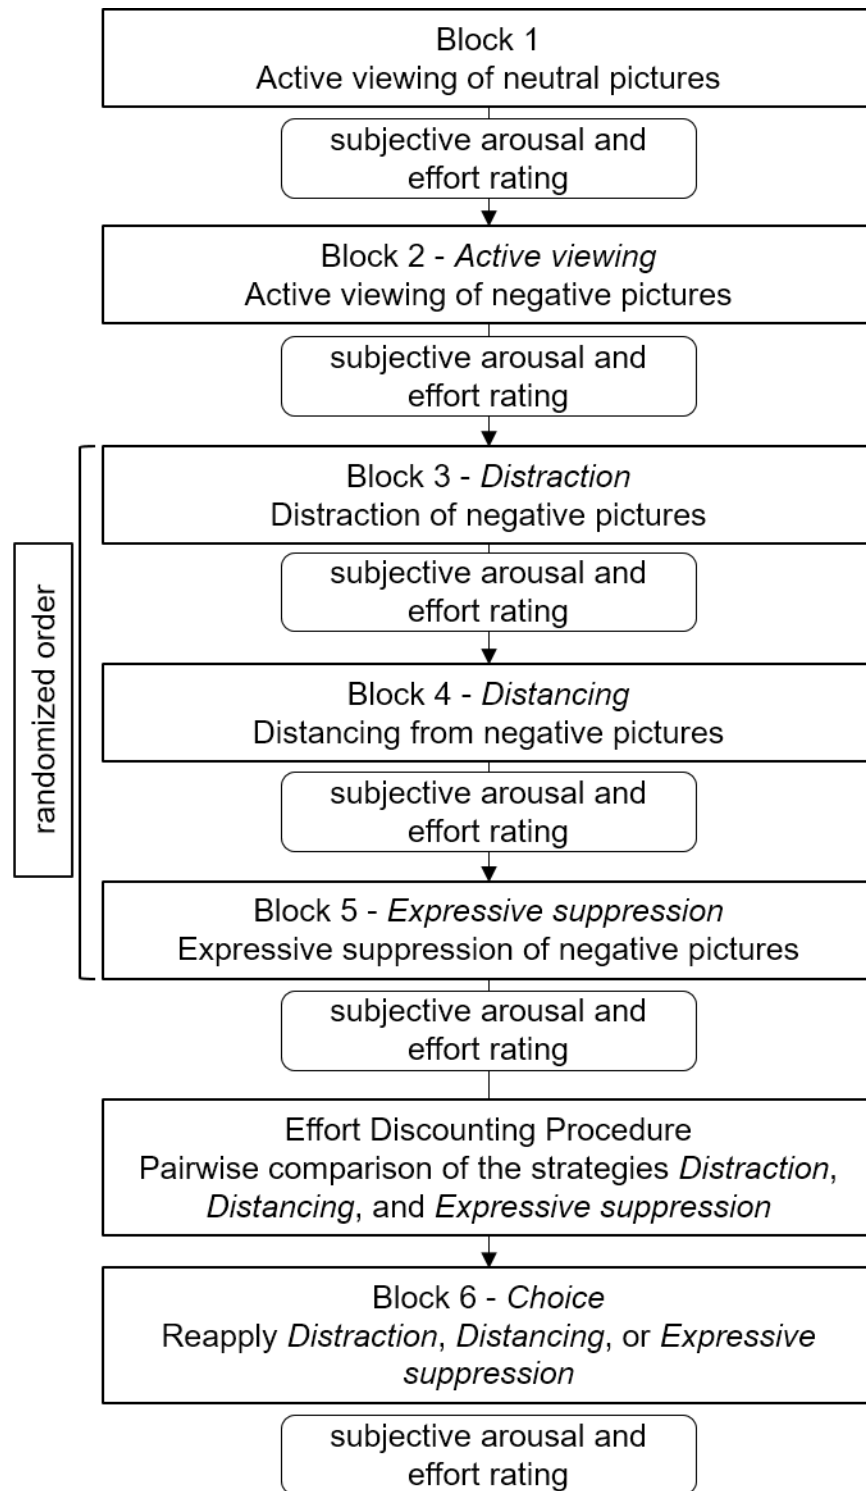 Block 1
Active viewing of neutral pictures
subjective arousal and
effort rating
Block 2 - Active viewing
Active viewing of negative pictures
subjective arousal and
effort rating
randomized order
Block 3 - Distraction
Distraction of negative pictures
subjective arousal and
effort rating
Block 4 - Distancing
Distancing from negative pictures
subjective arousal and
effort rating
Block 5 - Expressive suppression
Expressive suppression of negative pictures
subjective arousal and
effort rating
Effort Discounting Procedure
Pairwise comparison of the strategies Distraction,
Distancing, and Expressive suppression
Block 6 - Choice
Reapply Distraction, Distancing, or Expressive
suppression
subjective arousal and
effort rating